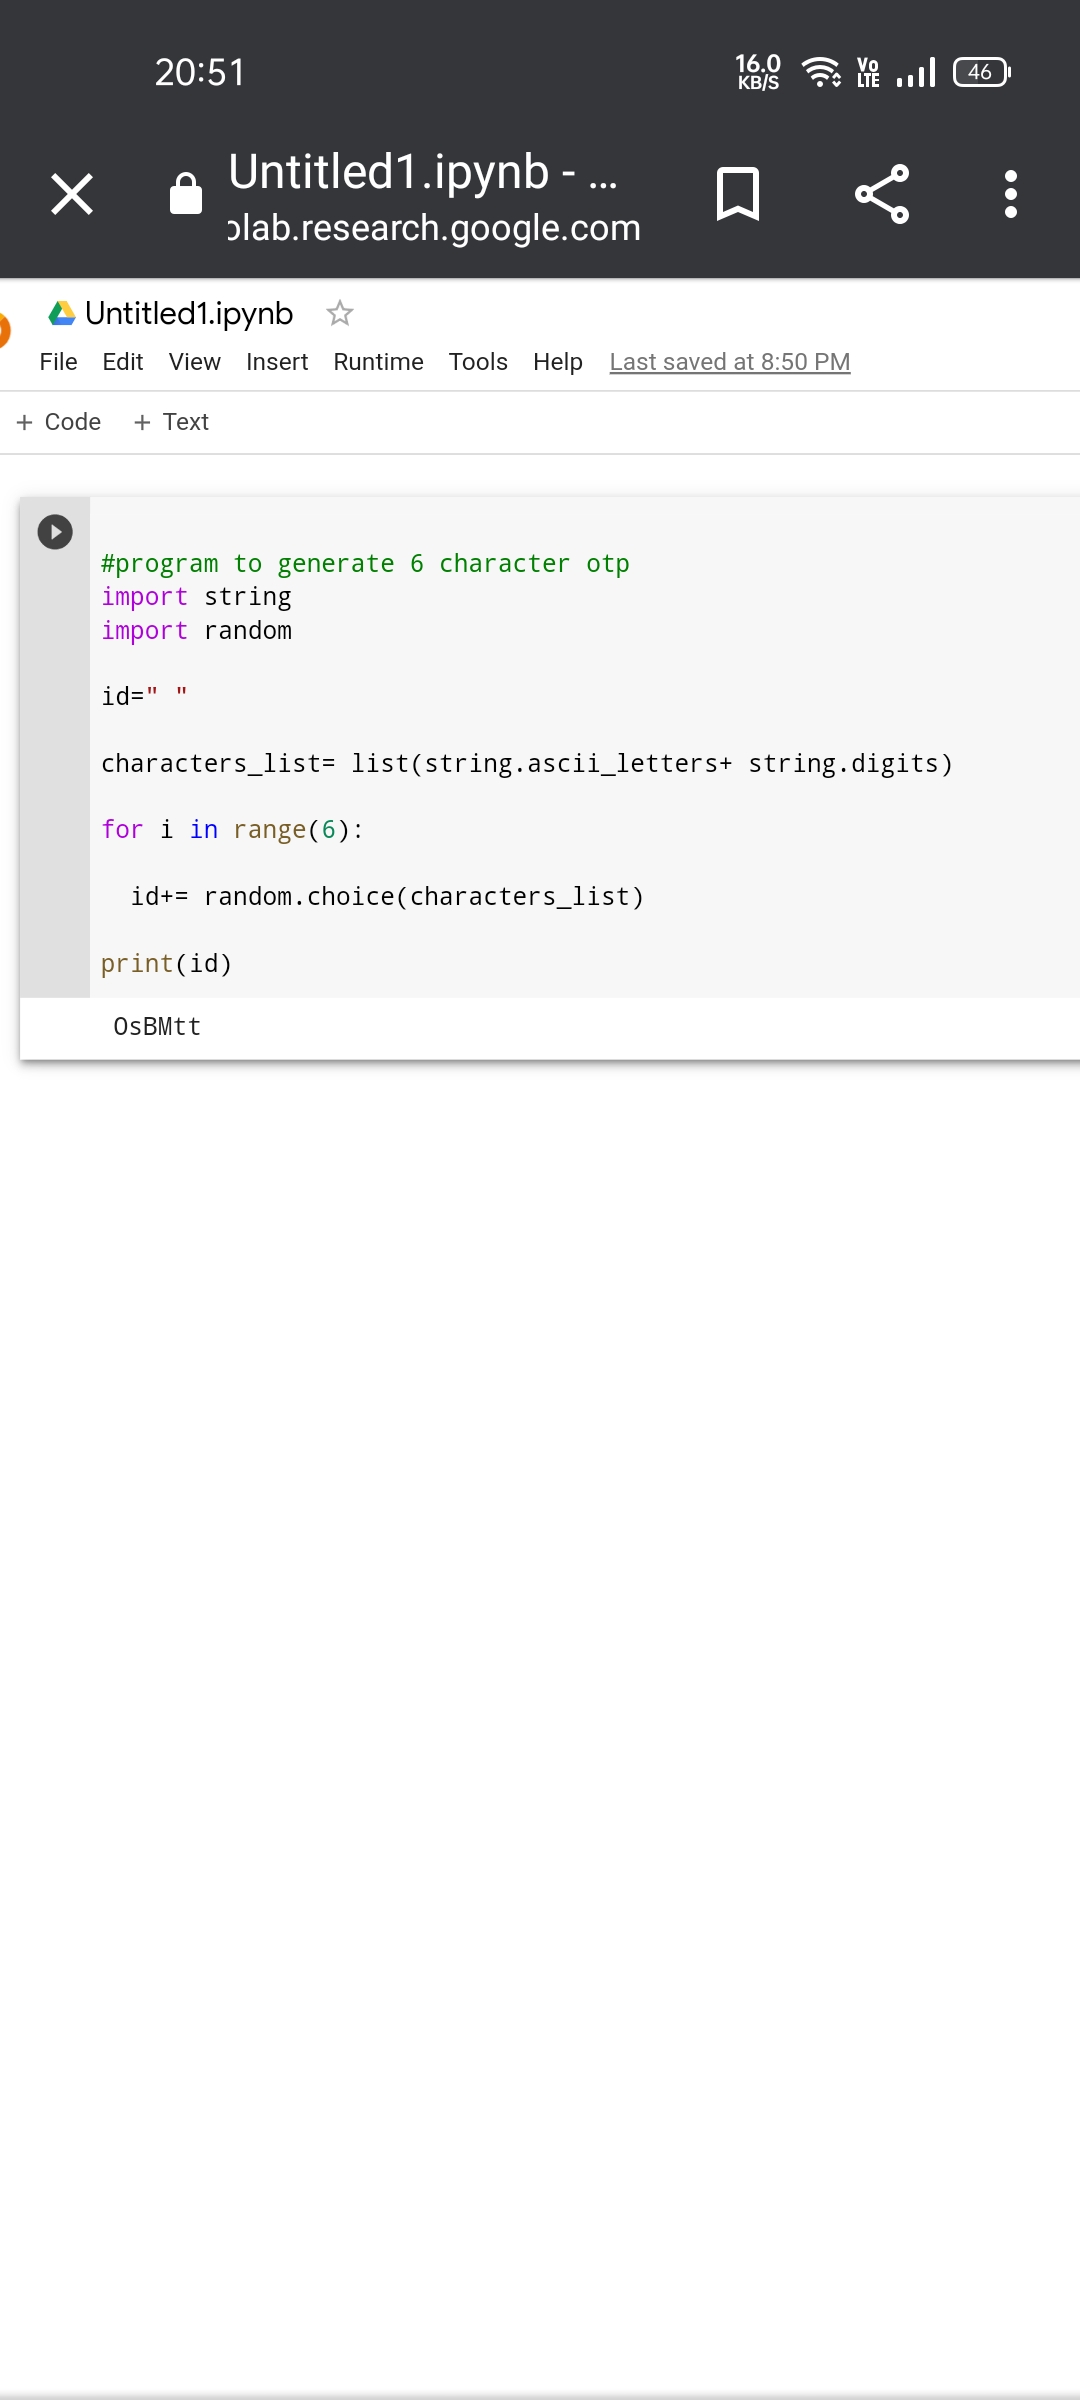 20:51
16.0 KB/S Vo LTE 46
Untitled1.ipynb - ...
olab.research.google.com
Untitled1.ipynb
File Edit View Insert Runtime Tools Help Last saved at 8:50 PM
+ Code + Text
#program to generate 6 character otp
import string
import random
id=" "
characters_list= list(string.ascii_letters+ string.digits)
for i in range(6):
  id+= random.choice(characters_list)
print(id)
 OsBMtt